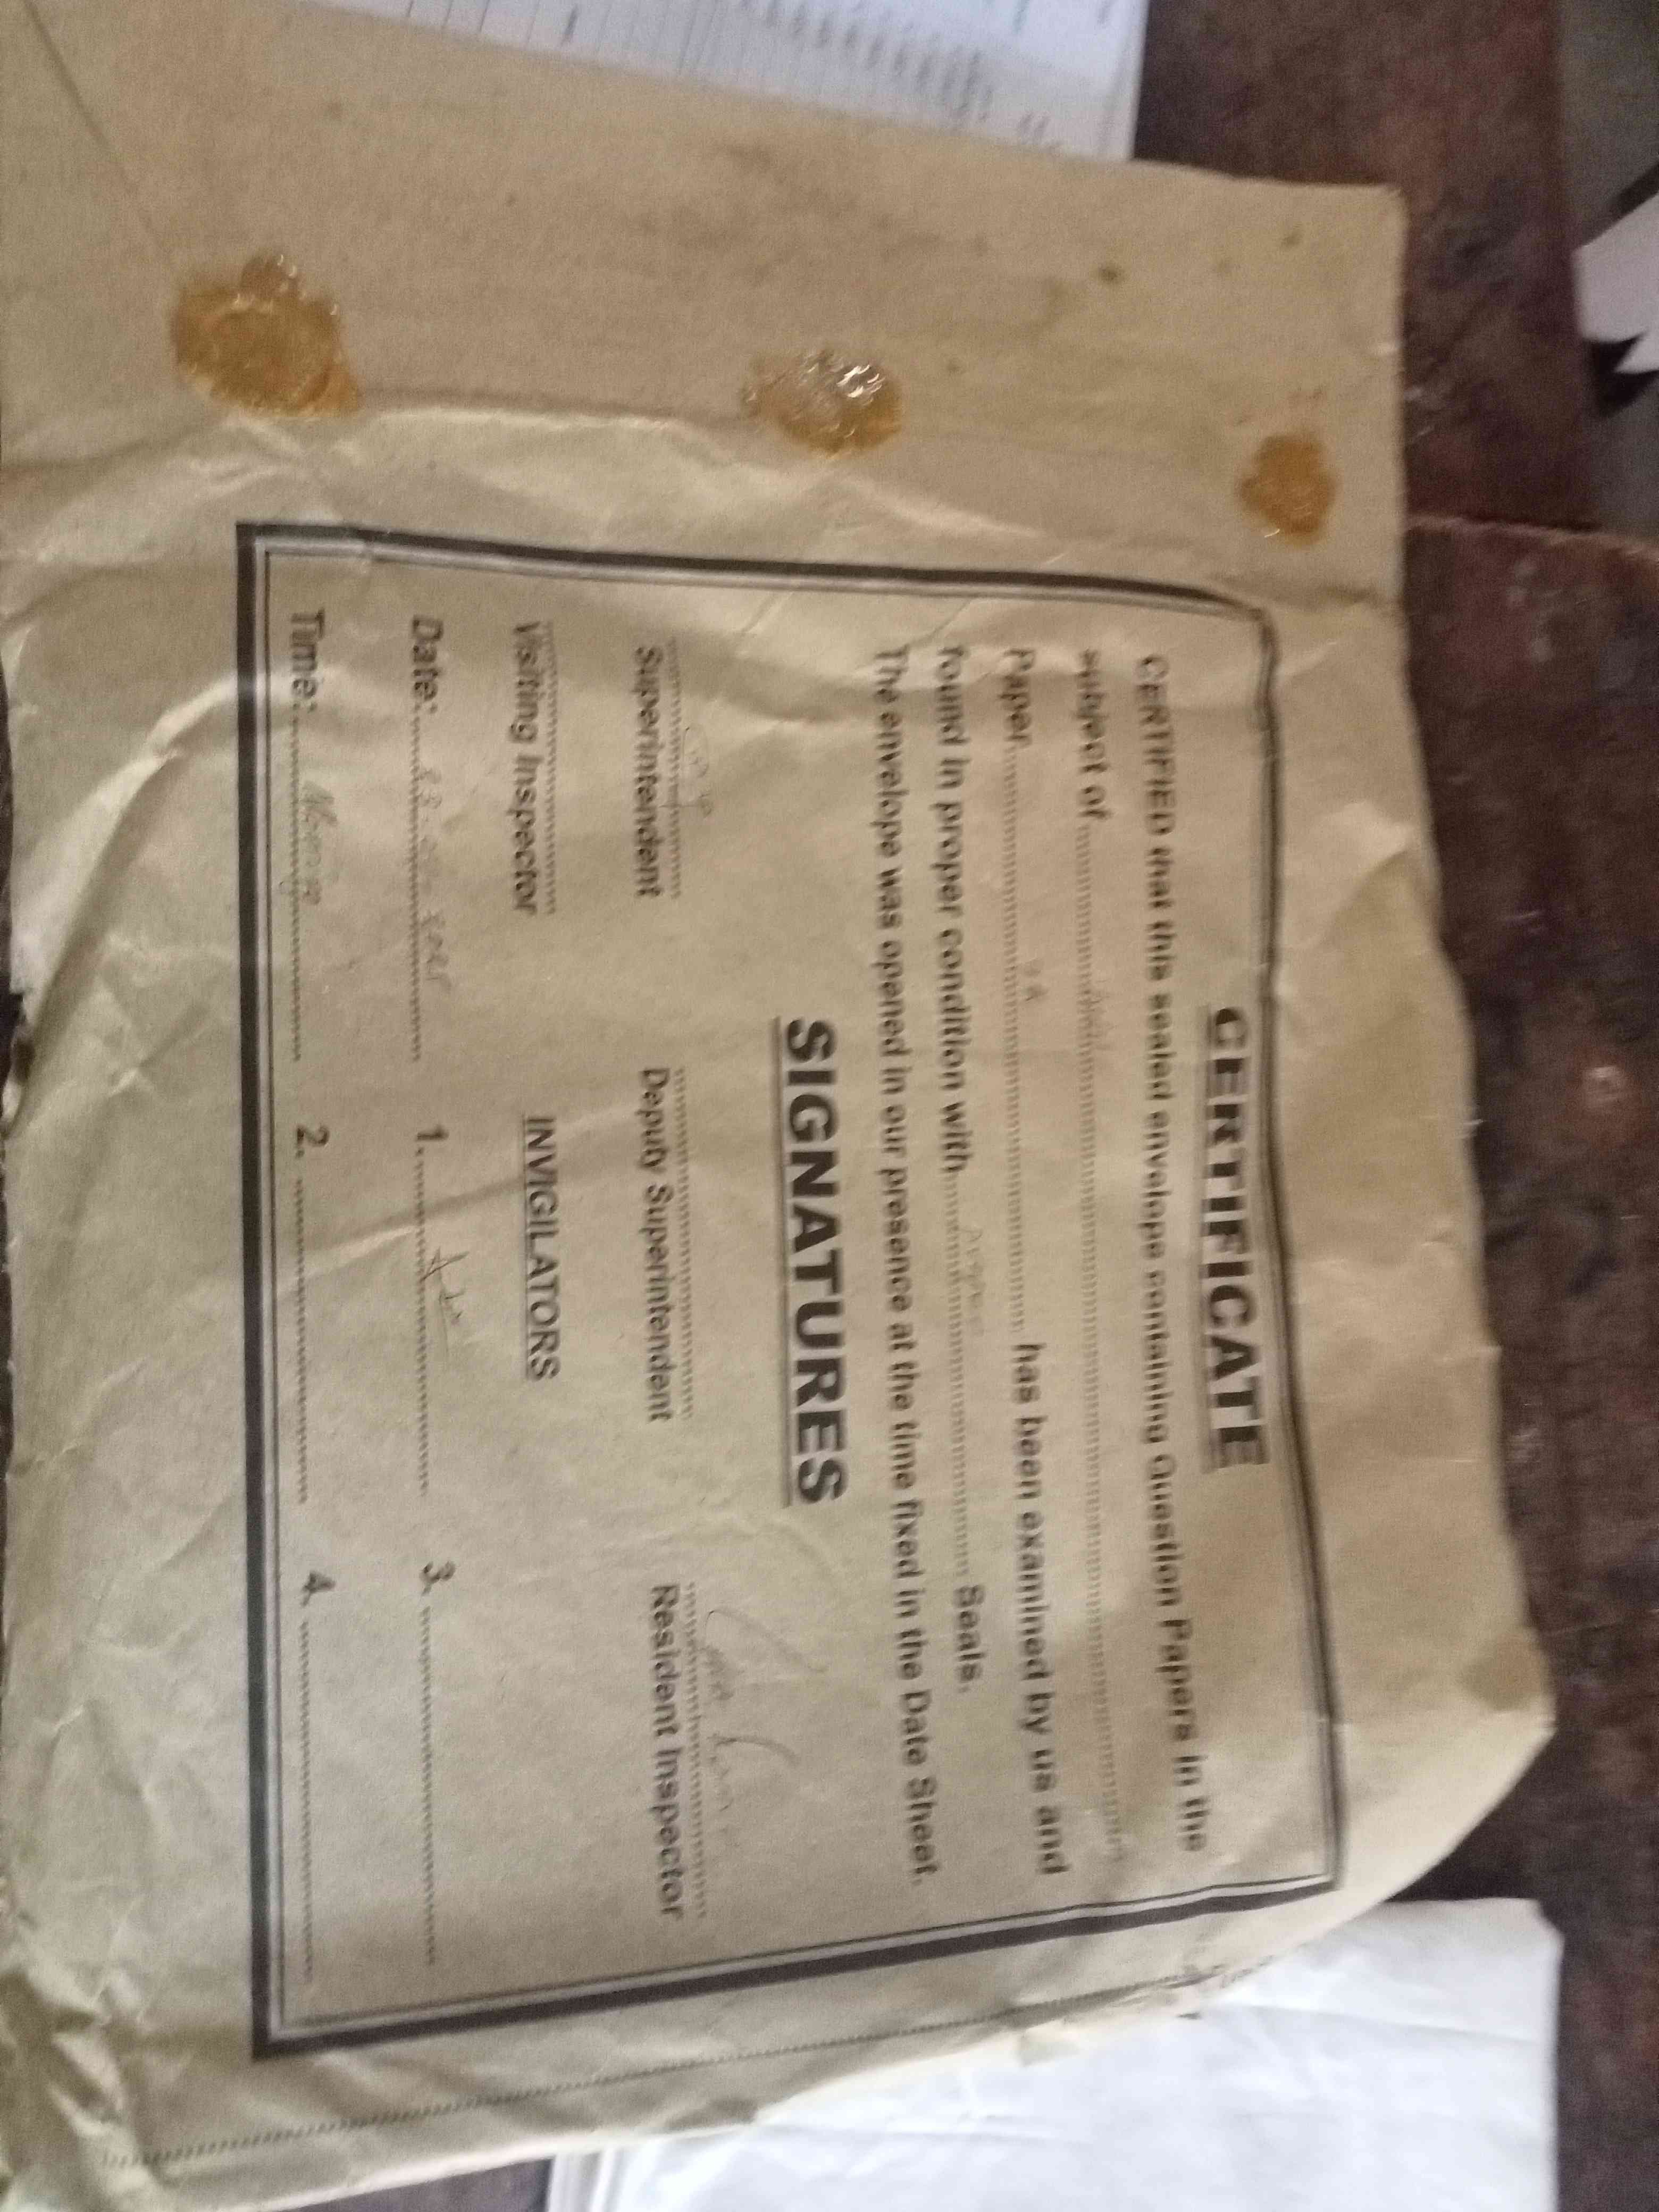 CERTIFICATE
CERTIFIED that this sealed envelope containing Question Papers in the
subject of
Paper has been examined by us and
found in proper condition with Seals.
The envelope was opened in our presence at the time fixed in the Date Sheet.
SIGNATURES
Superintendent Deputy Superintendent Resident Inspector
Visiting Inspector INVIGILATORS
Date: 1. 3.
Time: Morning 2. 4.